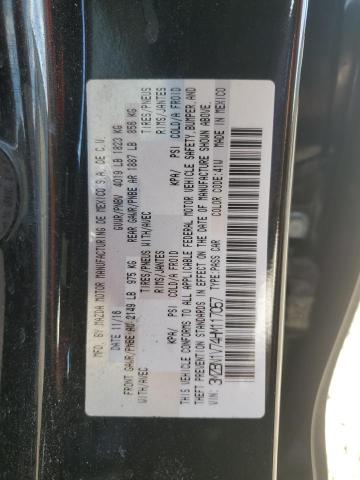 MFG. BY MAZDA MOTOR MANUFACTURING DE MEXICO S.A. DE C.V.
DATE 11/16 GVWR/PNBV 4019 LB 1823 KG
FRONT GAWR/PNBE AV 2149 LB 975 KG REAR GAWR/PNBE AR 1887 LB 856 KG
WITH/AVEC TIRES/PNEUS WITH/AVEC TIRES/PNEUS
RIMS/JANTES RIMS/JANTES
KPA/ PSI COLD/A FROID KPA/ PSI COLD/A FROID
THIS VEHICLE CONFORMS TO ALL APPLICABLE FEDERAL MOTOR VEHICLE SAFETY, BUMPER, AND
THEFT PREVENTION STANDARDS IN EFFECT ON THE DATE OF MANUFACTURE SHOWN ABOVE.
VIN: TYPE: PASS CAR COLOR CODE: 41W MADE IN MEXICO